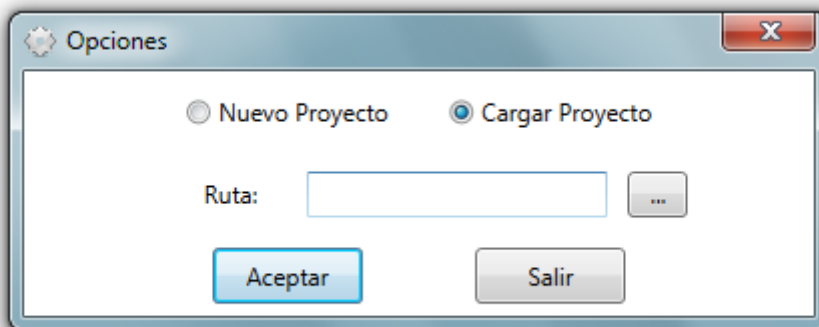 Opciones
Nuevo Proyecto Cargar Proyecto
Ruta: ...
Aceptar Salir